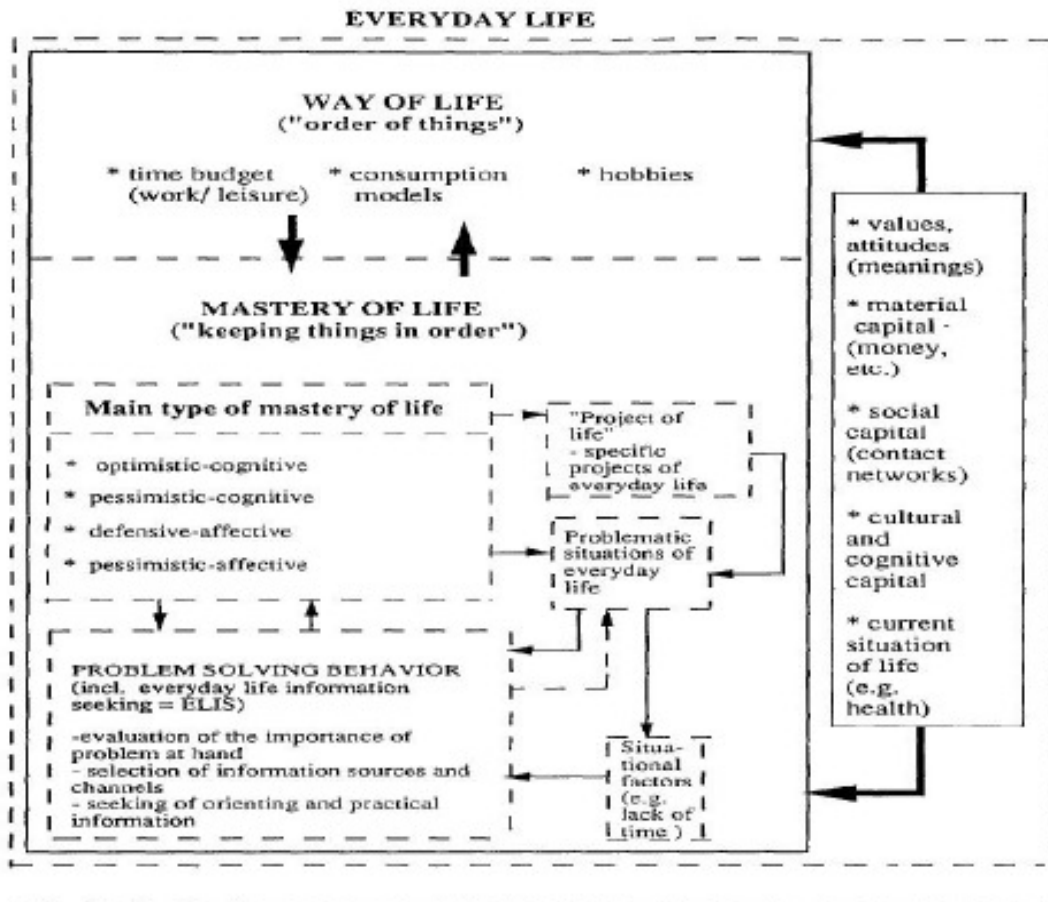 EVERYDAY LIFE
WAY OF LIFE
("order of things")
* time budget
(work/ leisure)
* consumption
models
* hobbies
MASTERY OF LIFE
("keeping things in order")
Main type of mastery of life
* optimistic-cognitive
* pessimistic-cognitive
* defensive-affective
* pessimistic-affective
"Project of
life"
- specific
projects of
everyday life
Problematic
situations of
everyday
life
PROBLEM SOLVING BEHAVIOR
(incl. everyday life information
seeking = ELIS)
-evaluation of the importance of
problem at hand
- selection of information sources and
channels
- seeking of orienting and practical
information
Situa-
tional
factors
(e.g.
lack of
time )
* values,
attitudes
(meanings)
* material
capital -
(money,
etc.)
* social
capital
(contact
networks)
* cultural
and
cognitive
capital
* current
situation
of life
(e.g.
health)